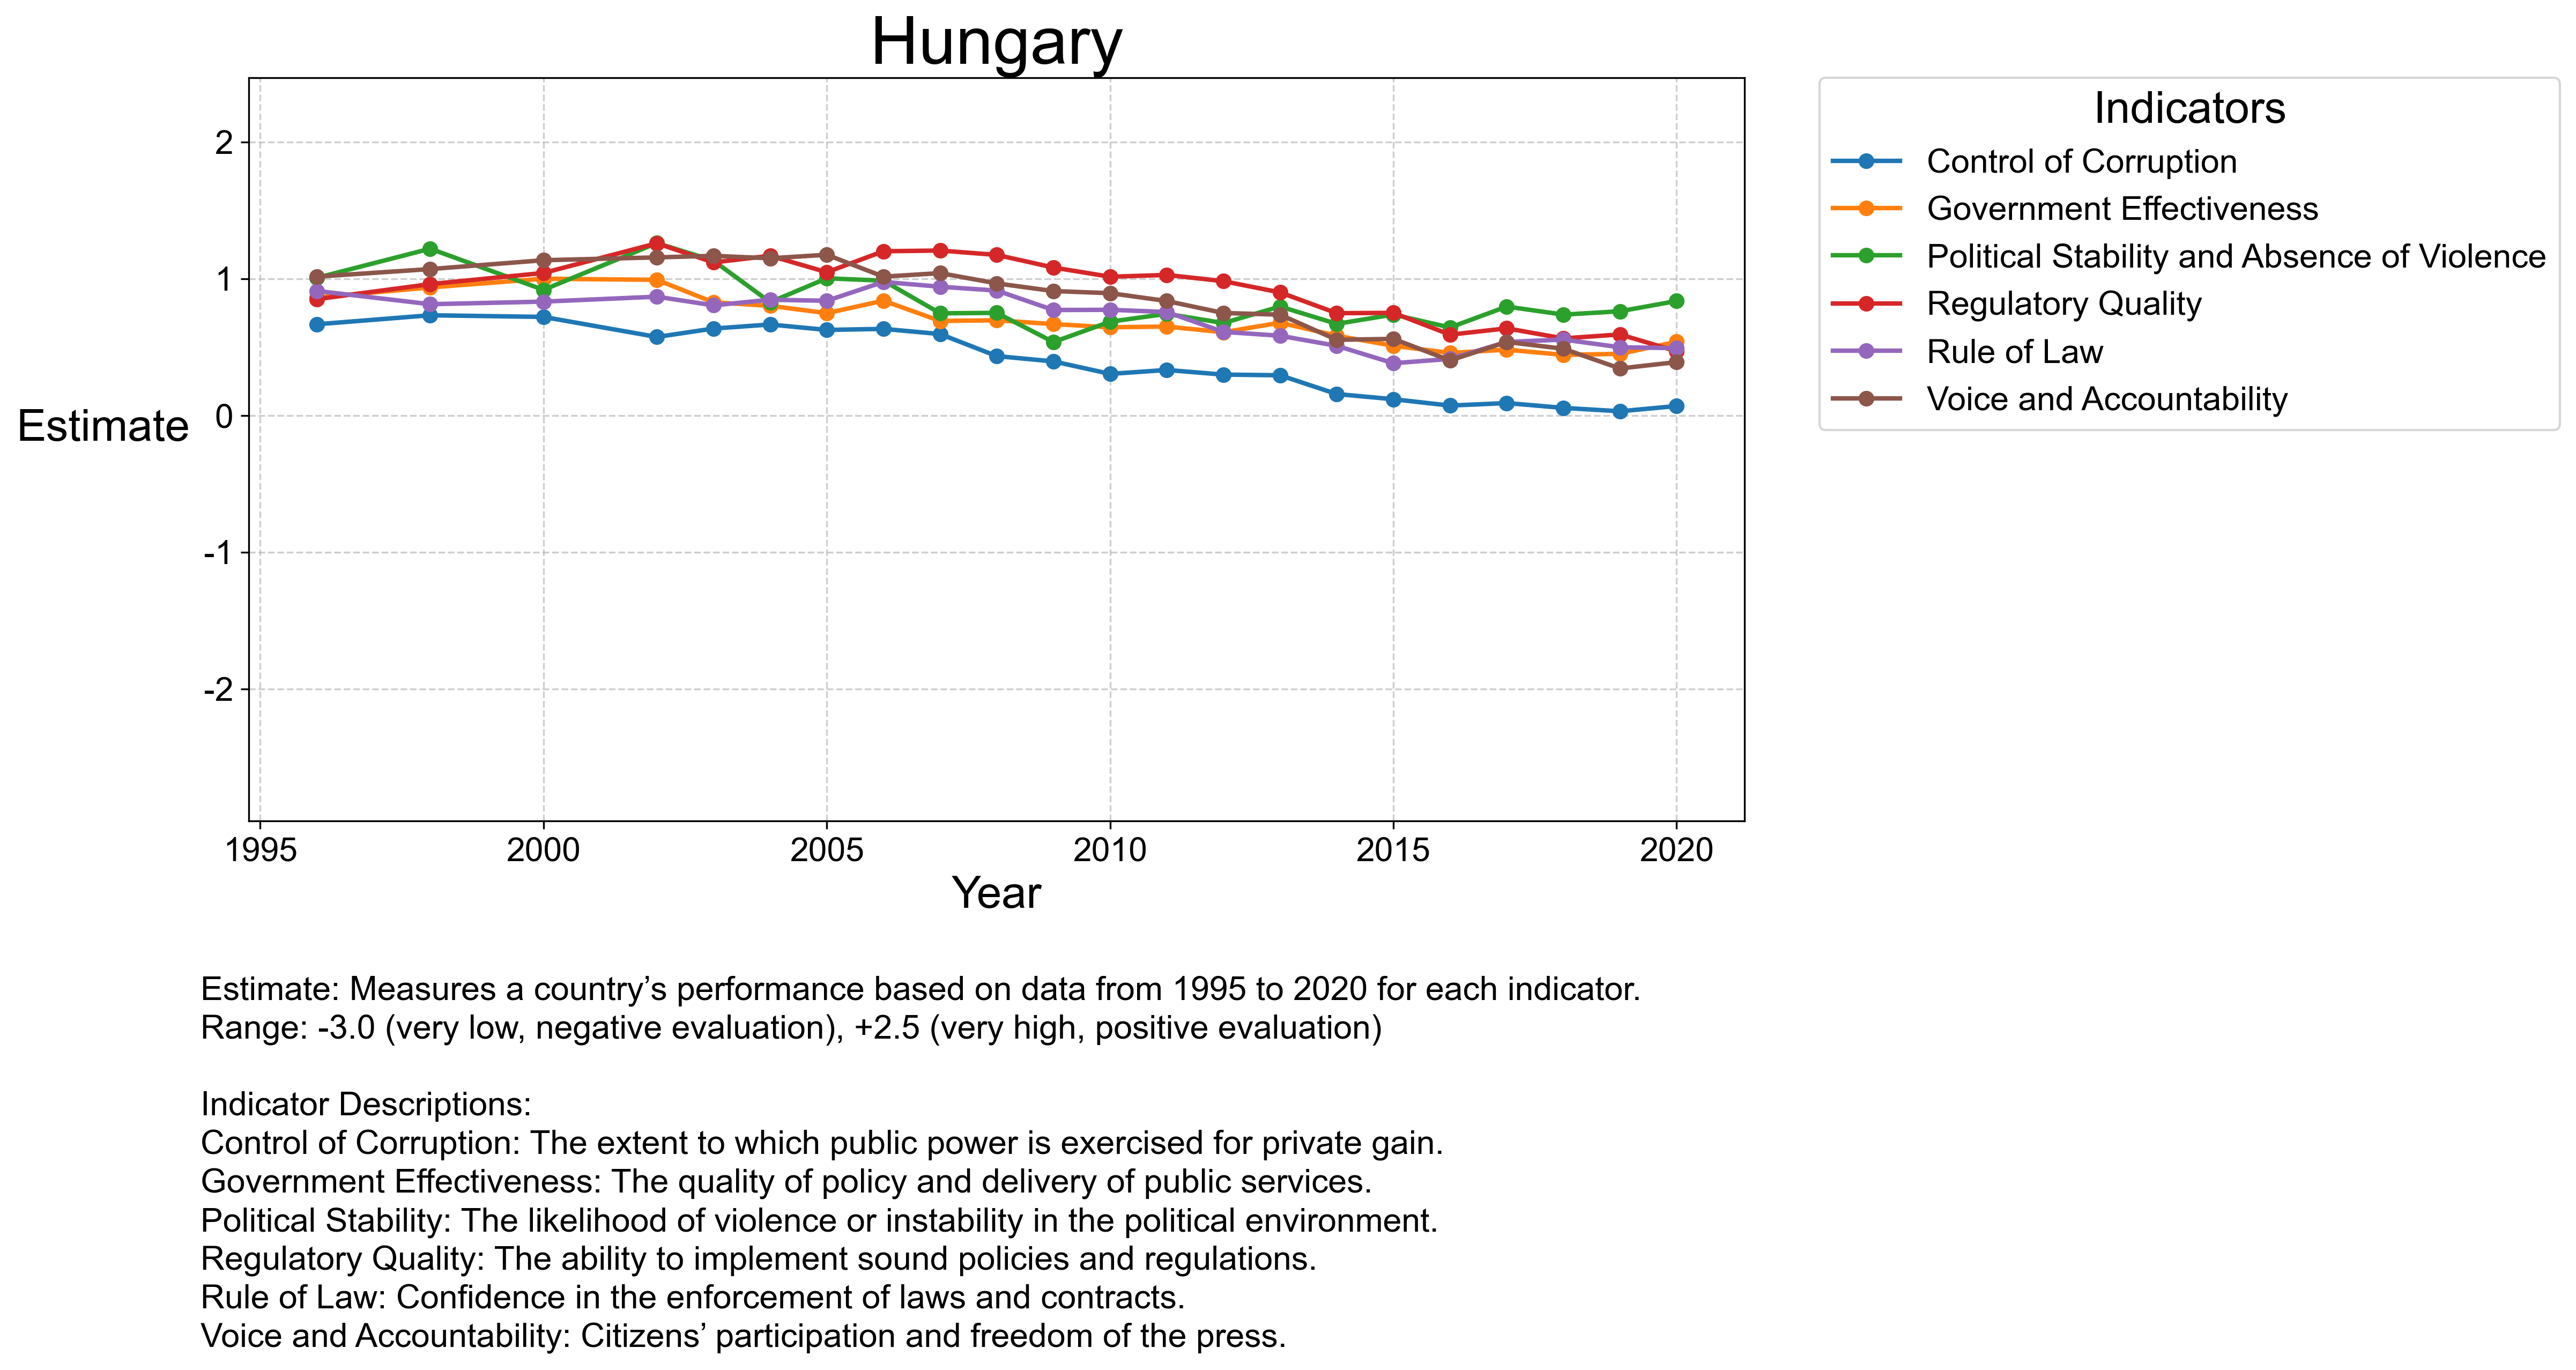 Hungary
Indicators
Control of Corruption
Government Effectiveness
Political Stability and Absence of Violence
Regulatory Quality
Rule of Law
Voice and Accountability
2
1
0
-1
-2
Estimate
1995 2000 2005 2010 2015 2020
Year
Estimate: Measures a country’s performance based on data from 1995 to 2020 for each indicator.
Range: -3.0 (very low, negative evaluation), +2.5 (very high, positive evaluation)
Indicator Descriptions:
Control of Corruption: The extent to which public power is exercised for private gain.
Government Effectiveness: The quality of policy and delivery of public services.
Political Stability: The likelihood of violence or instability in the political environment.
Regulatory Quality: The ability to implement sound policies and regulations.
Rule of Law: Confidence in the enforcement of laws and contracts.
Voice and Accountability: Citizens’ participation and freedom of the press.